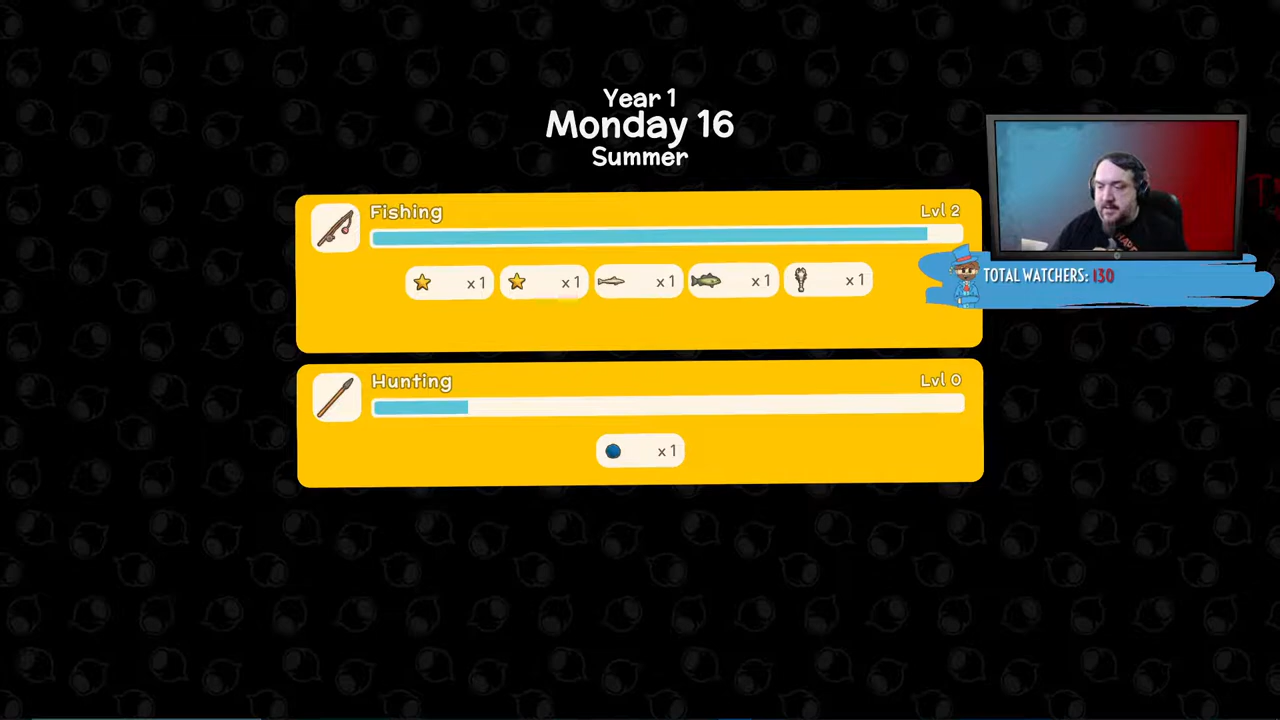 Year 1
Monday 16
Summer
Fishing
Lvl 2
x1
x1
x1
x1
x1
TOTAL WATCHERS: 130
Hunting
Lvl 0
x1